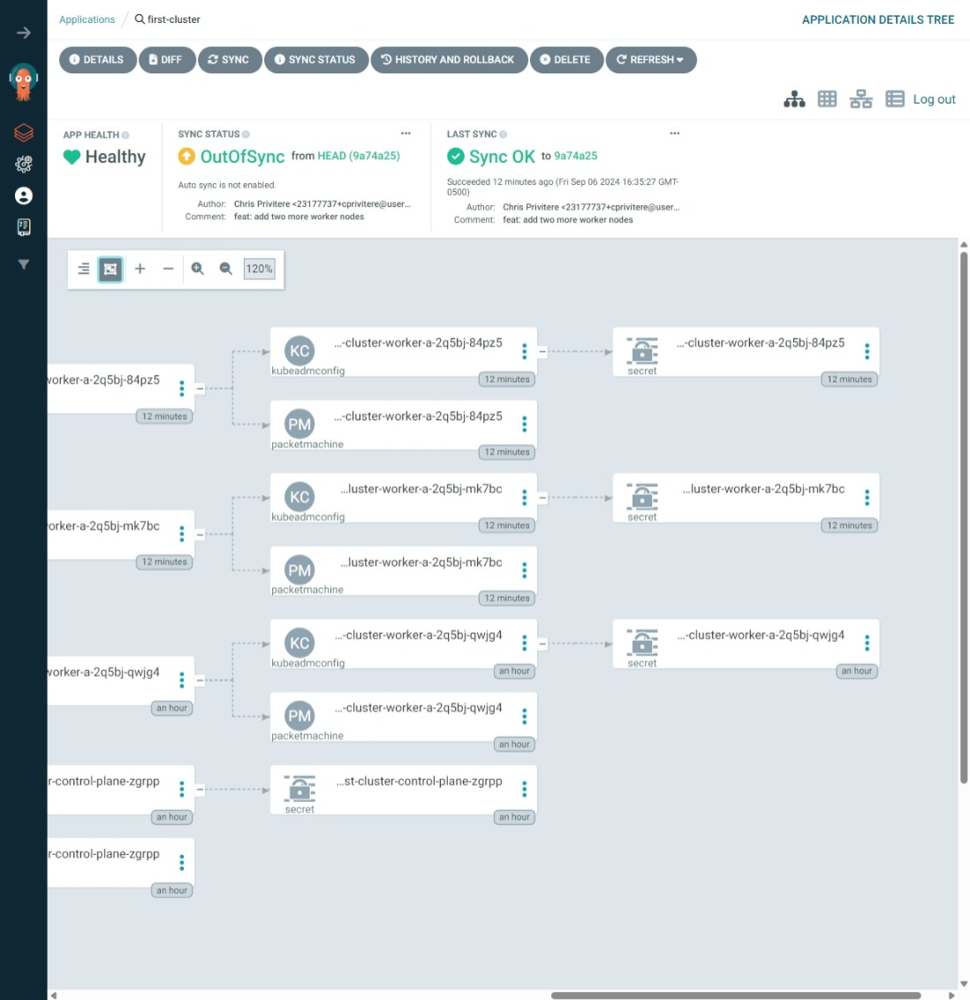 Applications / first-cluster
APPLICATION DETAILS TREE
DETAILS DIFF SYNC SYNC STATUS HISTORY AND ROLLBACK DELETE REFRESH
Log out
APP HEALTH
Healthy
SYNC STATUS
OutOfSync from HEAD (9a74a25)
Auto sync is not enabled.
Author: Chris Privitere <23177737+cprivitere@user...
Comment: feat: add two more worker nodes
LAST SYNC
Sync OK to 9a74a25
Succeeded 12 minutes ago (Fri Sep 06 2024 16:35:27 GMT-
0500)
Author: Chris Privitere <23177737+cprivitere@user...
Comment: feat: add two more worker nodes
120%
KC
...-cluster-worker-a-2q5bj-84pz5
kubeadmconfig
12 minutes
...-cluster-worker-a-2q5bj-84pz5
secret
12 minutes
worker-a-2q5bj-84pz5
12 minutes
PM
...-cluster-worker-a-2q5bj-84pz5
packetmachine
12 minutes
KC
...luster-worker-a-2q5bj-mk7bc
kubeadmconfig
12 minutes
...luster-worker-a-2q5bj-mk7bc
secret
12 minutes
orker-a-2q5bj-mk7bc
12 minutes
PM
...luster-worker-a-2q5bj-mk7bc
packetmachine
12 minutes
KC
...-cluster-worker-a-2q5bj-qwjg4
kubeadmconfig
an hour
...-cluster-worker-a-2q5bj-qwjg4
secret
an hour
worker-a-2q5bj-qwjg4
an hour
PM
...-cluster-worker-a-2q5bj-qwjg4
packetmachine
an hour
r-control-plane-zgrpp
an hour
...st-cluster-control-plane-zgrpp
secret
an hour
r-control-plane-zgrpp
an hour